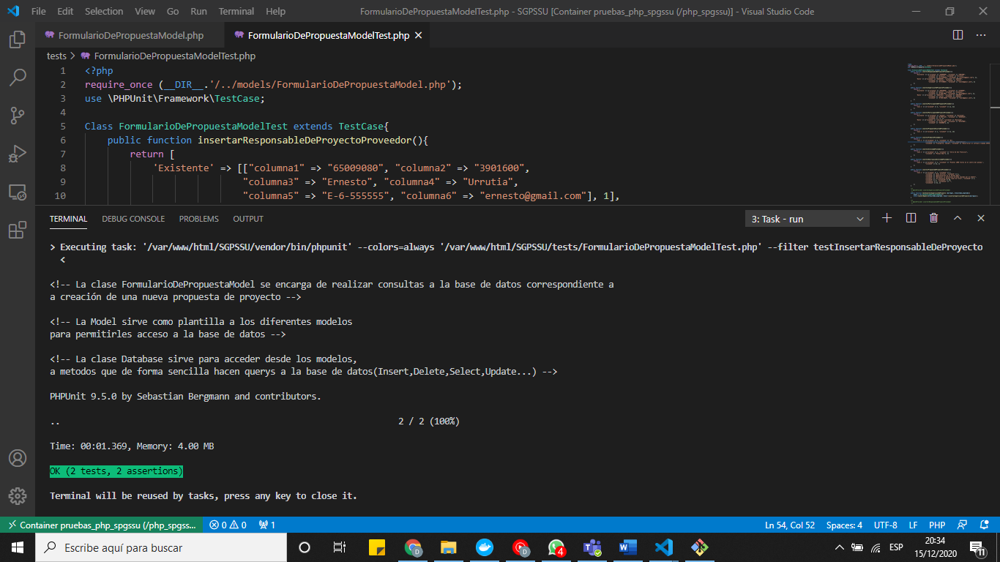 File Edit Selection View Go Run Terminal Help FormularioDePropuestaModelTest.php - SGPSSU [Container pruebas_php_spgssu (/php_spgssu)] - Visual Studio Code
FormularioDePropuestaModel.php FormularioDePropuestaModelTest.php
tests > FormularioDePropuestaModelTest.php
1 <?php
2 require_once (__DIR__.'/../models/FormularioDePropuestaModel.php');
3 use \PHPUnit\Framework\TestCase;
4
5 Class FormularioDePropuestaModelTest extends TestCase{
6 public function insertarResponsableDeProyectoProveedor(){
7 return [
8 'Existente' => [["columna1" => "65009080", "columna2" => "3901600",
9 "columna3" => "Ernesto", "columna4" => "Urrutia",
10 "columna5" => "E-6-555555", "columna6" => "ernesto@gmail.com"], 1],
TERMINAL DEBUG CONSOLE PROBLEMS OUTPUT 3: Task - run
> Executing task: '/var/www/html/SGPSSU/vendor/bin/phpunit' --colors=always '/var/www/html/SGPSSU/tests/FormularioDePropuestaModelTest.php' --filter testInsertarResponsableDeProyecto
<
<!-- La clase FormularioDePropuestaModel se encarga de realizar consultas a la base de datos correspondiente a
a creación de una nueva propuesta de proyecto -->
<!-- La Model sirve como plantilla a los diferentes modelos
para permitirles acceso a la base de datos -->
<!-- La clase Database sirve para acceder desde los modelos,
a metodos que de forma sencilla hacen querys a la base de datos(Insert,Delete,Select,Update...) -->
PHPUnit 9.5.0 by Sebastian Bergmann and contributors.
.. 2 / 2 (100%)
Time: 00:01.369, Memory: 4.00 MB
OK (2 tests, 2 assertions)
Terminal will be reused by tasks, press any key to close it.
Container pruebas_php_spgssu (/php_spgss... 0 0 1 Ln 54, Col 52 Spaces: 4 UTF-8 LF PHP
Escribe aquí para buscar D D 4 ESP 20:34
15/12/2020 11